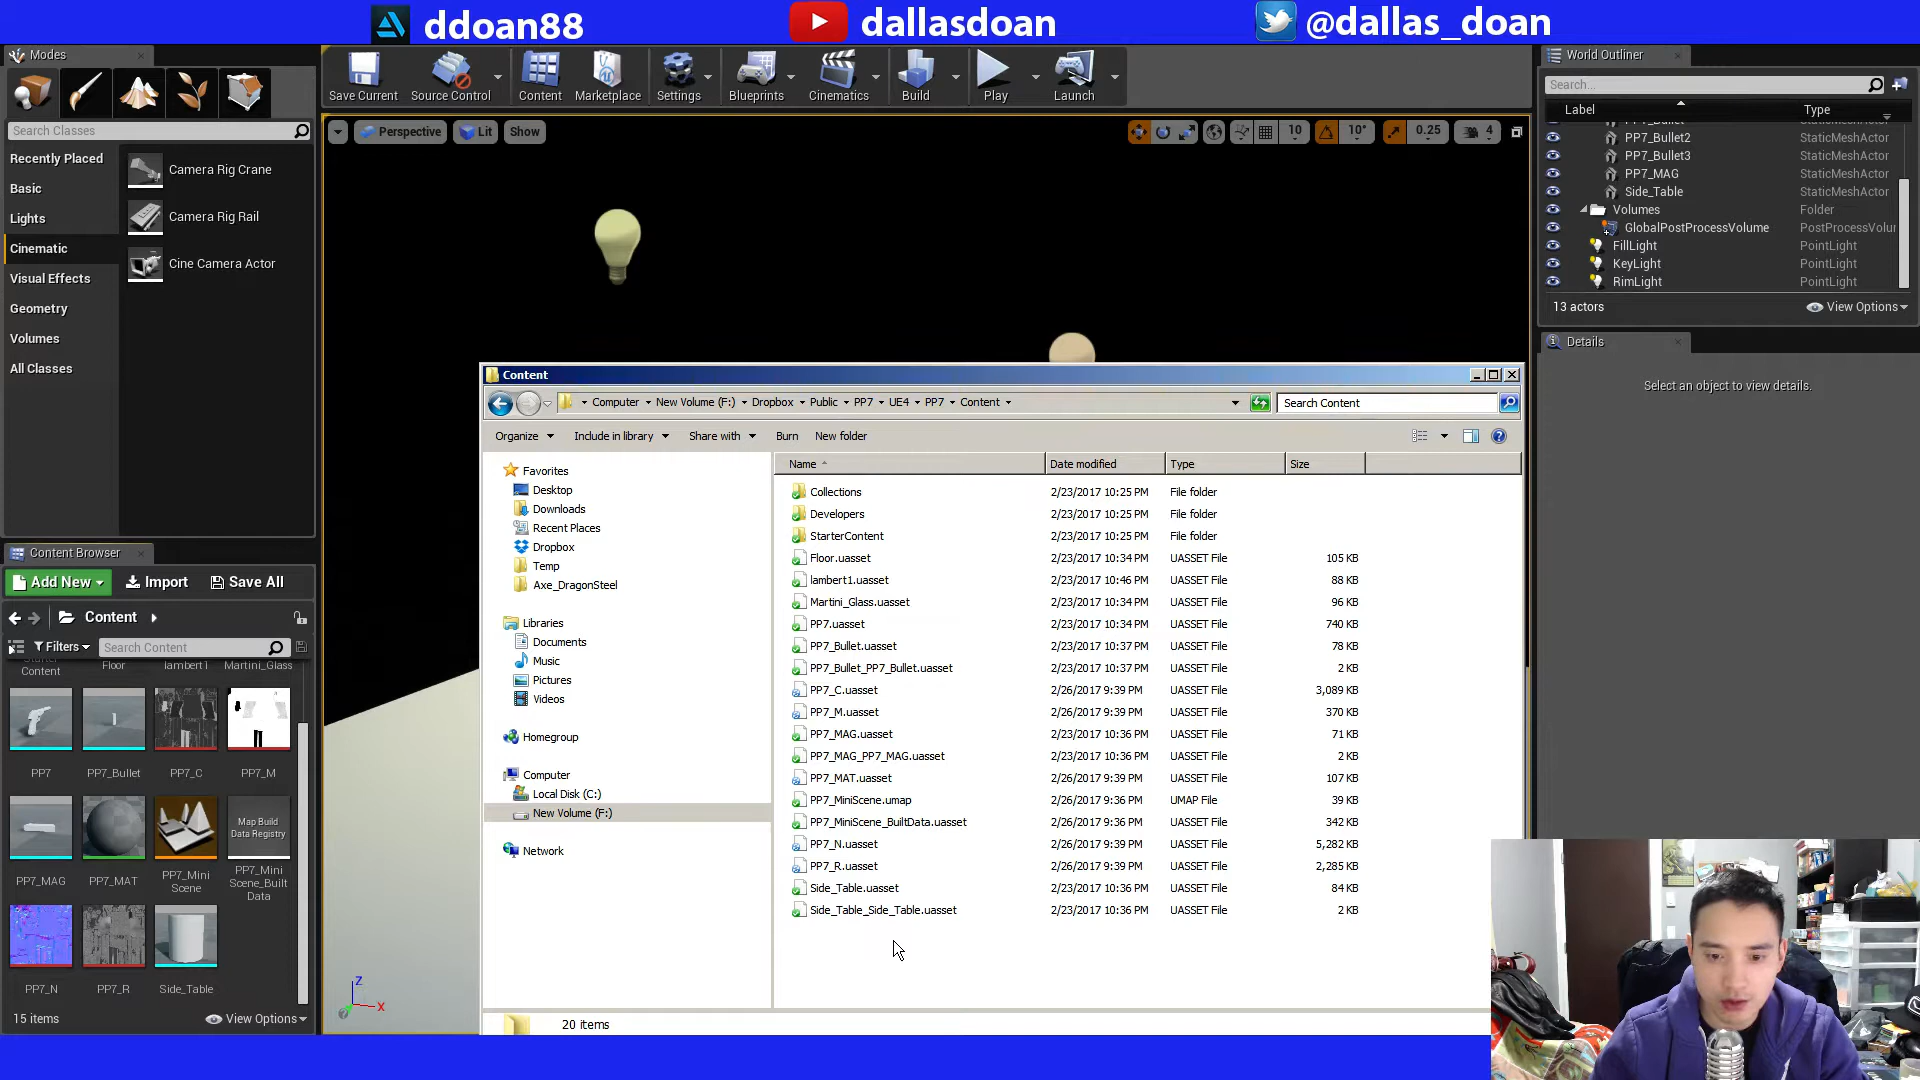 ddoan88
dallasdoan
@dallas_doan
Modes
World Outliner
Save Current
Source Control
Content
Marketplace
Settings
Blueprints
Cinematics
Build
Play
Launch
Search...
Label
Type
Search Classes
Perspective
Lit
Show
10
10°
0.25
4
Recently Placed
Basic
Lights
Cinematic
Visual Effects
Geometry
Volumes
All Classes
Camera Rig Crane
Camera Rig Rail
Cine Camera Actor
PP7_Bullet2 StaticMeshActor
PP7_Bullet3 StaticMeshActor
PP7_MAG StaticMeshActor
Side_Table StaticMeshActor
Volumes Folder
GlobalPostProcessVolume PostProcessVolu
FillLight PointLight
KeyLight PointLight
RimLight PointLight
13 actors
View Options
Details
Select an object to view details.
Content
Computer New Volume (F:) Dropbox Public PP7 UE4 PP7 Content
Search Content
Organize Include in library Share with Burn New folder
Name Date modified Type Size
Favorites
Desktop
Downloads
Recent Places
Dropbox
Temp
Axe_DragonSteel
Libraries
Documents
Music
Pictures
Videos
Homegroup
Computer
Local Disk (C:)
New Volume (F:)
Network
Collections 2/23/2017 10:25 PM File folder
Developers 2/23/2017 10:25 PM File folder
StarterContent 2/23/2017 10:25 PM File folder
Floor.uasset 2/23/2017 10:34 PM UASSET File 105 KB
lambert1.uasset 2/23/2017 10:46 PM UASSET File 88 KB
Martini_Glass.uasset 2/23/2017 10:34 PM UASSET File 96 KB
PP7.uasset 2/23/2017 10:34 PM UASSET File 740 KB
PP7_Bullet.uasset 2/23/2017 10:37 PM UASSET File 78 KB
PP7_Bullet_PP7_Bullet.uasset 2/23/2017 10:37 PM UASSET File 2 KB
PP7_C.uasset 2/26/2017 9:39 PM UASSET File 3,089 KB
PP7_M.uasset 2/26/2017 9:39 PM UASSET File 370 KB
PP7_MAG.uasset 2/23/2017 10:36 PM UASSET File 71 KB
PP7_MAG_PP7_MAG.uasset 2/23/2017 10:36 PM UASSET File 2 KB
PP7_MAT.uasset 2/26/2017 9:39 PM UASSET File 107 KB
PP7_MiniScene.umap 2/26/2017 9:36 PM UMAP File 39 KB
PP7_MiniScene_BuiltData.uasset 2/26/2017 9:36 PM UASSET File 342 KB
PP7_N.uasset 2/26/2017 9:39 PM UASSET File 5,282 KB
PP7_R.uasset 2/26/2017 9:39 PM UASSET File 2,285 KB
Side_Table.uasset 2/23/2017 10:36 PM UASSET File 84 KB
Side_Table_Side_Table.uasset 2/23/2017 10:36 PM UASSET File 2 KB
20 items
Content Browser
Add New
Import
Save All
Content
Filters
Search Content
Content
Floor
lambert1
Martini_Glass
PP7
PP7_Bullet
PP7_C
PP7_M
Map Build
Data Registry
PP7_MAG
PP7_MAT
PP7_Mini
Scene
PP7_Mini
Scene_Built
Data
PP7_N
PP7_R
Side_Table
15 items
View Options
Z
X